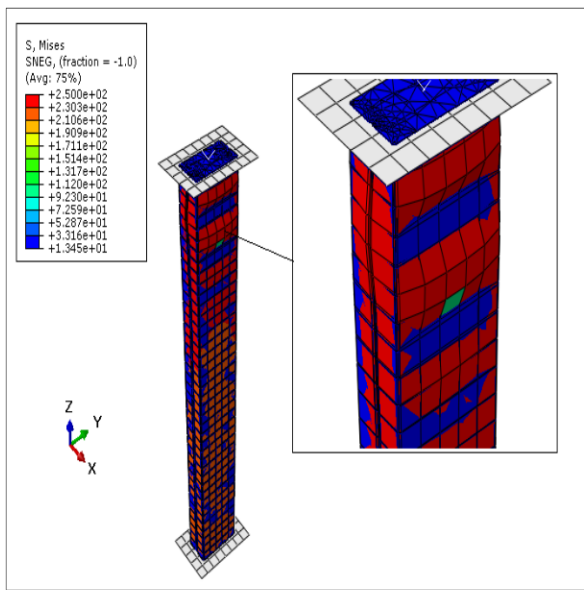 S, Mises
SNEG, (fraction = -1.0)
(Avg: 75%)
+2.500e+02
+2.303e+02
+2.106e+02
+1.909e+02
+1.711e+02
+1.514e+02
+1.317e+02
+1.120e+02
+9.230e+01
+7.259e+01
+5.287e+01
+3.316e+01
+1.345e+01
Z
Y
X